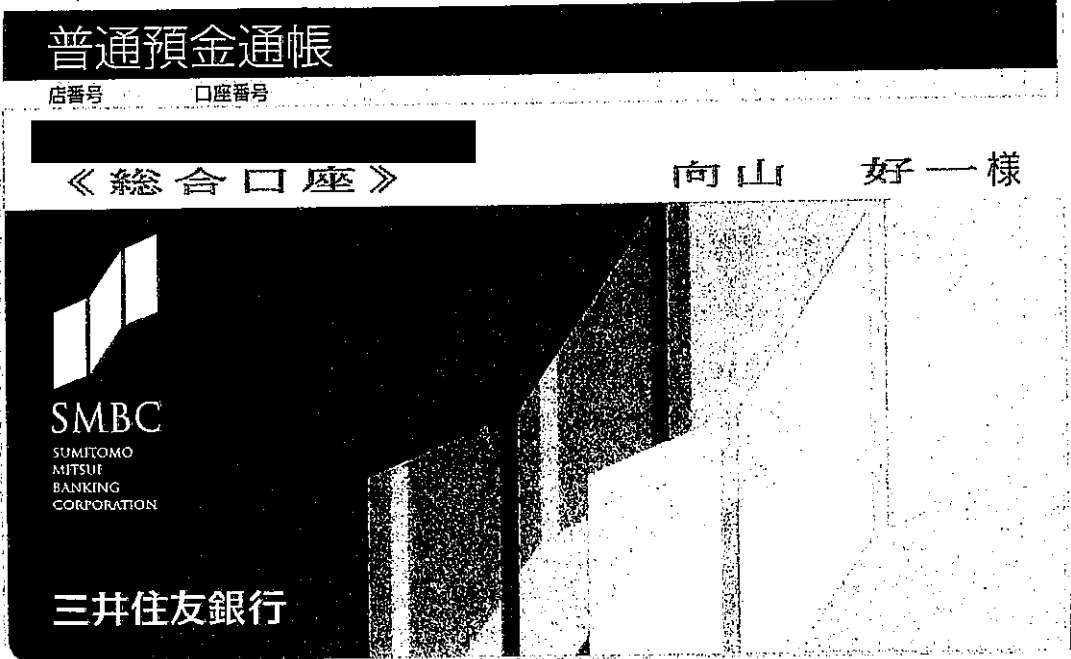 普通預金通帳
店番号 口座番号
≪総合口座≫ 向山 好一様
SMBC
SUMITOMO
MITSUI
BANKING
CORPORATION
三井住友銀行